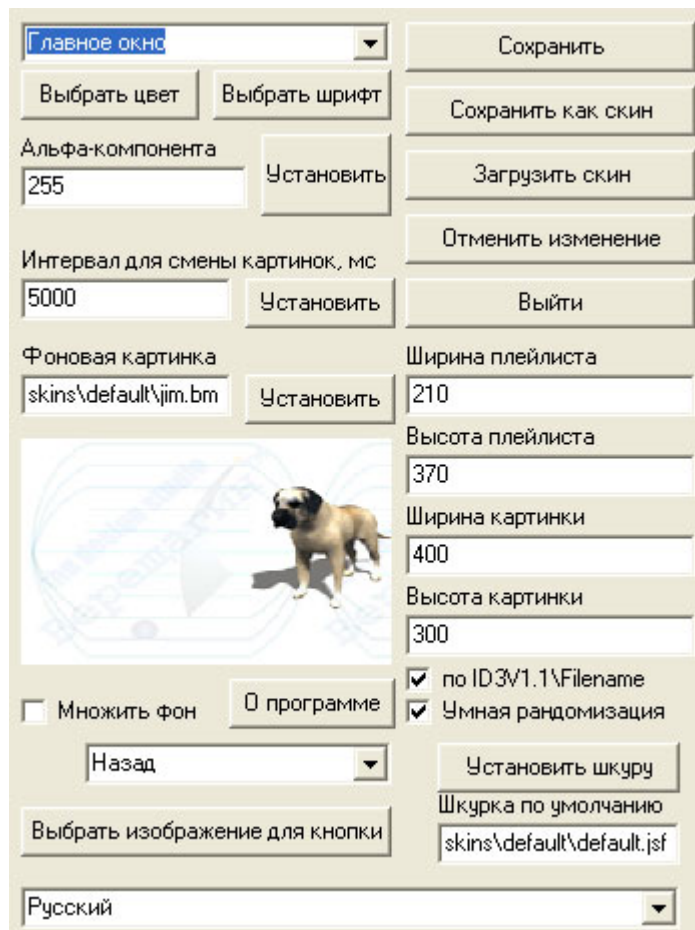 Главное окно
Сохранить
Выбрать цвет
Выбрать шрифт
Сохранить как скин
Альфа-компонента
255
Установить
Загрузить скин
Отменить изменение
Интервал для смены картинок, мс
5000
Установить
Выйти
Фоновая картинка
skins\default\jim.bm
Установить
Ширина плейлиста
210
Высота плейлиста
370
Ширина картинки
400
Высота картинки
300
по ID3V1.1\Filename
Множить фон
О программе
Умная рандомизация
Назад
Установить шкуру
Шкурка по умолчанию
Выбрать изображение для кнопки
skins\default\default.jsf
Русский